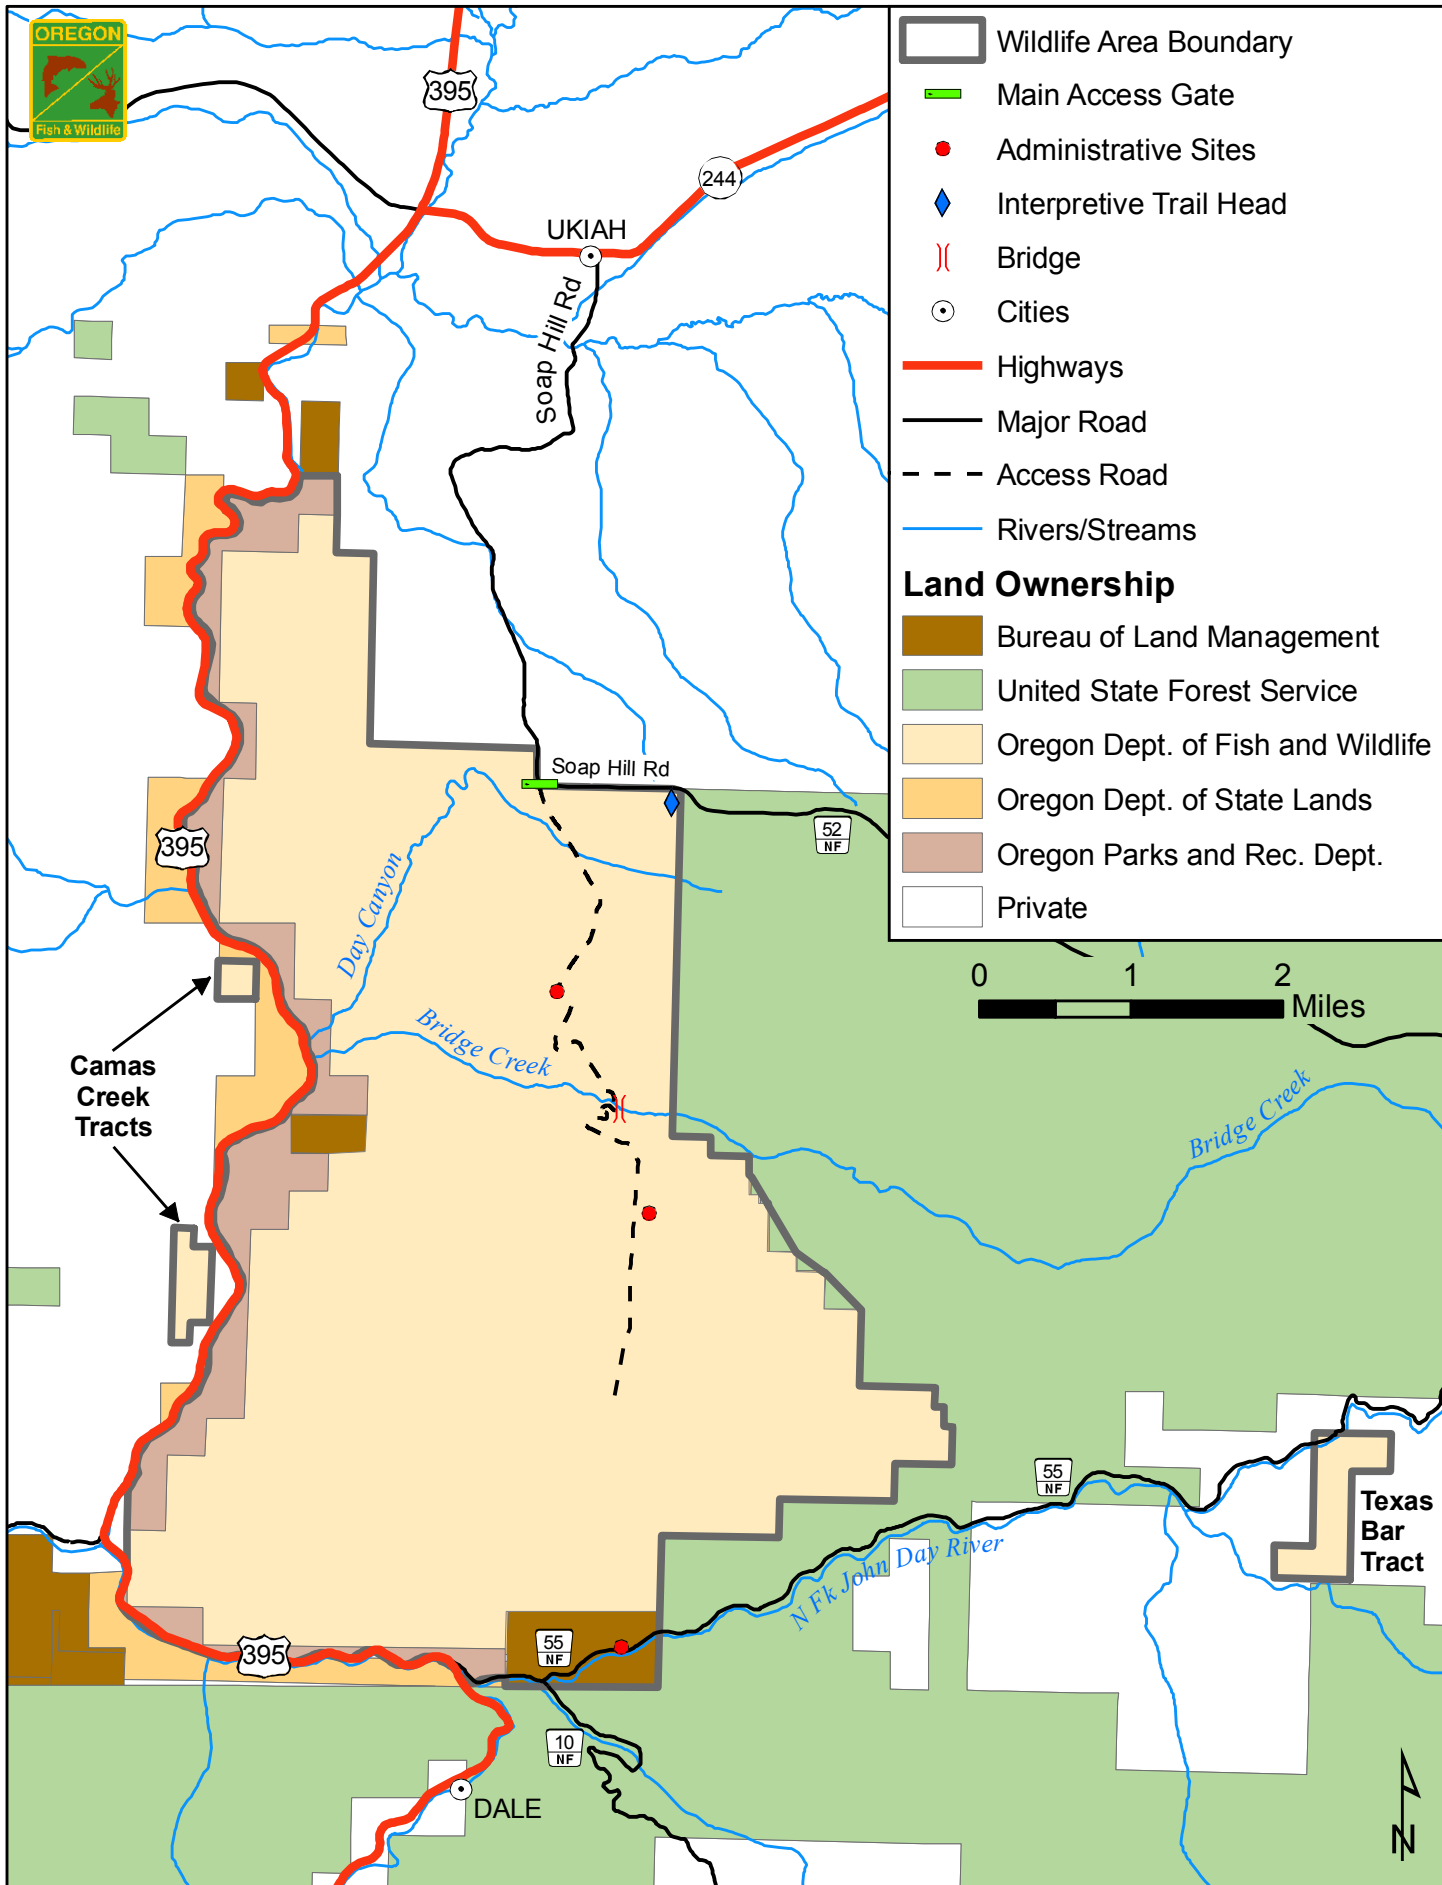 OREGON
Fish & Wildlife
395
244
UKIAH
Soap Hill Rd
Wildlife Area Boundary
Main Access Gate
Administrative Sites
Interpretive Trail Head
Bridge
Cities
Highways
Major Road
Access Road
Rivers/Streams
Land Ownership
Bureau of Land Management
United State Forest Service
Oregon Dept. of Fish and Wildlife
Oregon Dept. of State Lands
Oregon Parks and Rec. Dept.
Private
Soap Hill Rd
52
NF
395
Day Canyon
0 1 2
Miles
Bridge Creek
Camas
Creek
Tracts
Bridge Creek
55
NF
Texas
Bar
Tract
N Fk John Day River
55
NF
395
10
NF
DALE
N